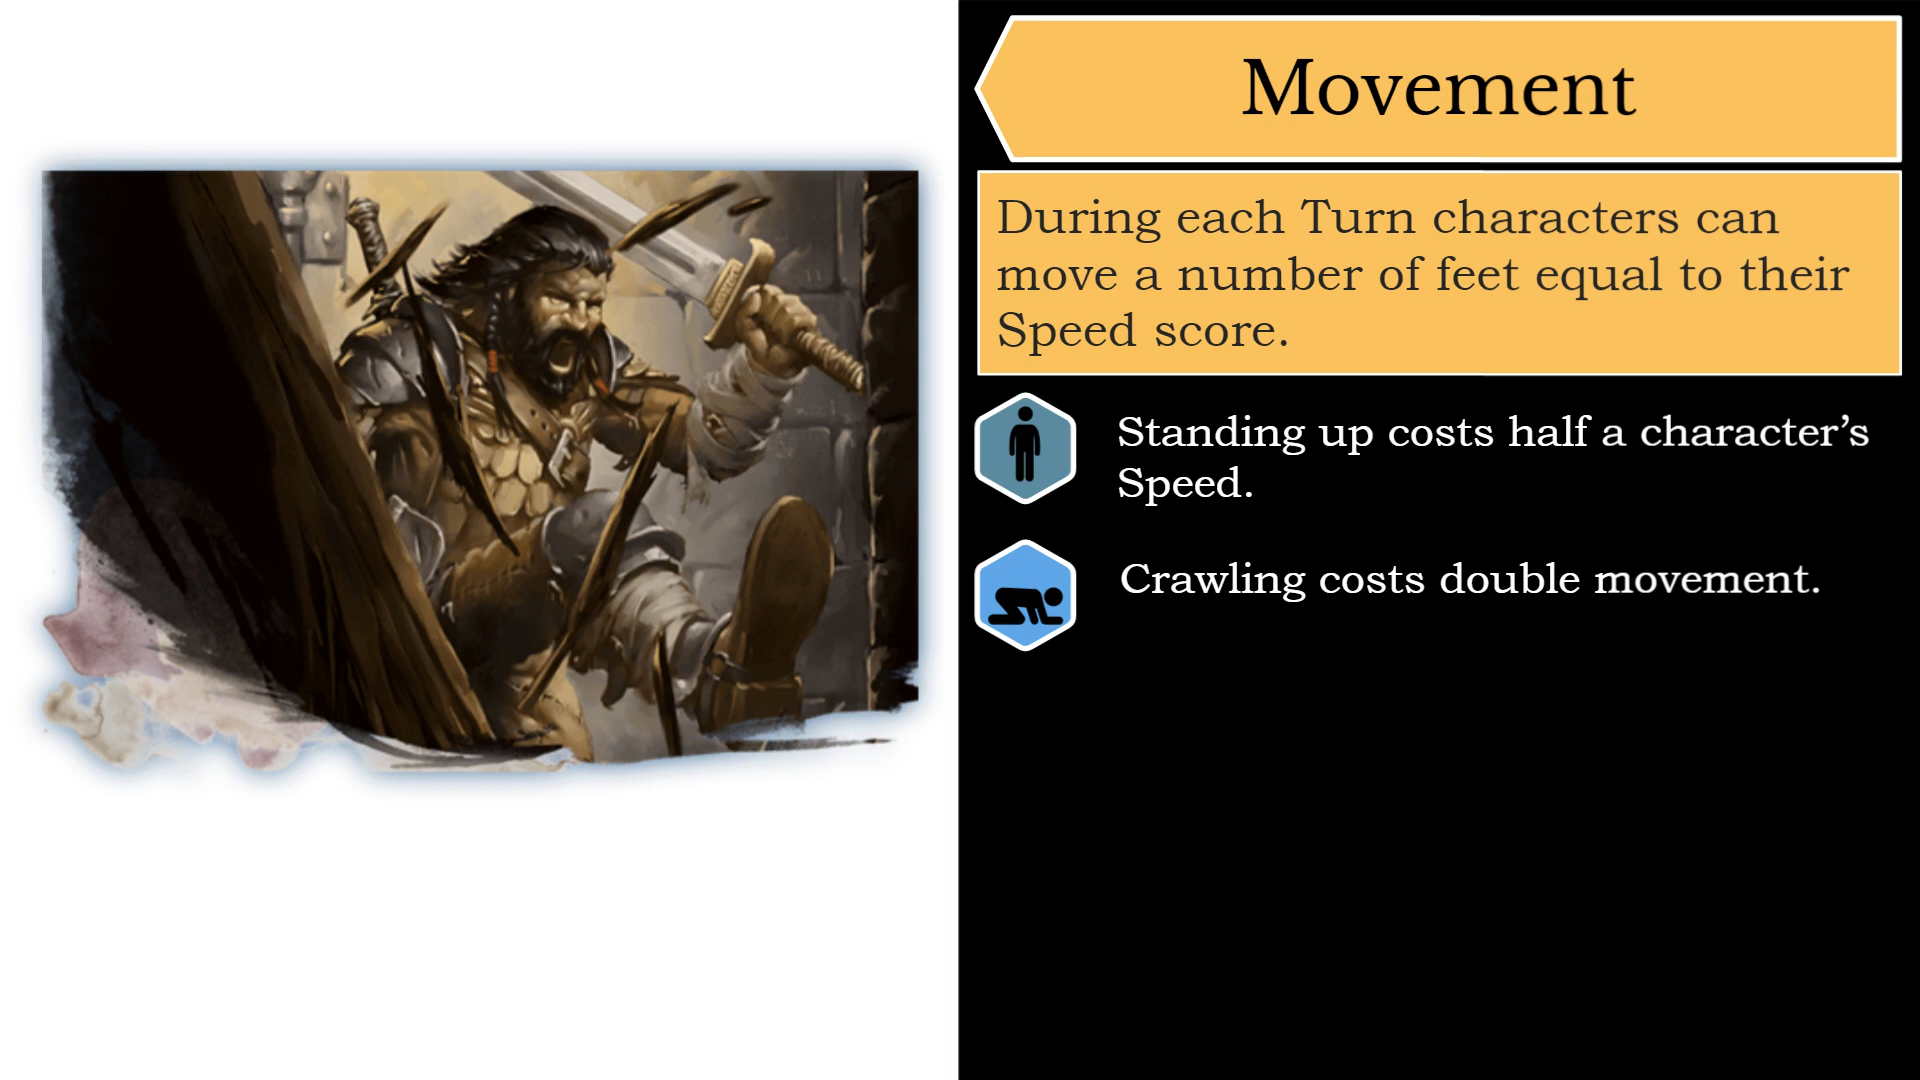 Movement
During each Turn characters can
move a number of feet equal to their
Speed score.
Standing up costs half a character’s
Speed.
Crawling costs double movement.